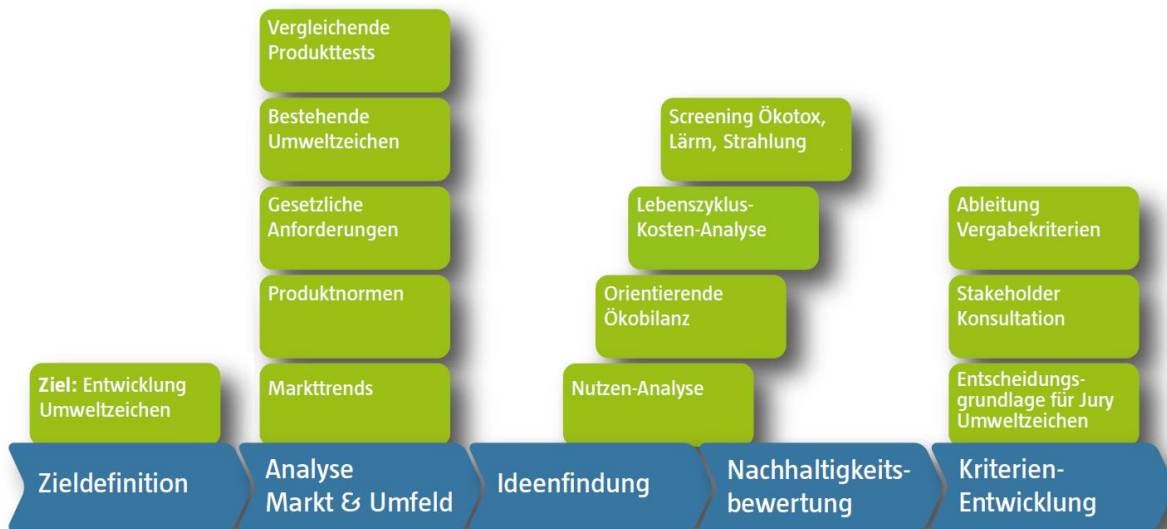 Vergleichende
Produkttests
Bestehende
Umweltzeichen
Gesetzliche
Anforderungen
Produktnormen
Markttrends
Screening Ökotox,
Lärm, Strahlung
Lebenszyklus-
Kosten-Analyse
Orientierende
Ökobilanz
Nutzen-Analyse
Ableitung
Vergabekriterien
Stakeholder
Konsultation
Entscheidungs-
grundlage für Jury
Umweltzeichen
Ziel: Entwicklung
Umweltzeichen
Zieldefinition
Analyse
Markt & Umfeld
Ideenfindung
Nachhaltigkeits-
bewertung
Kriterien-
Entwicklung